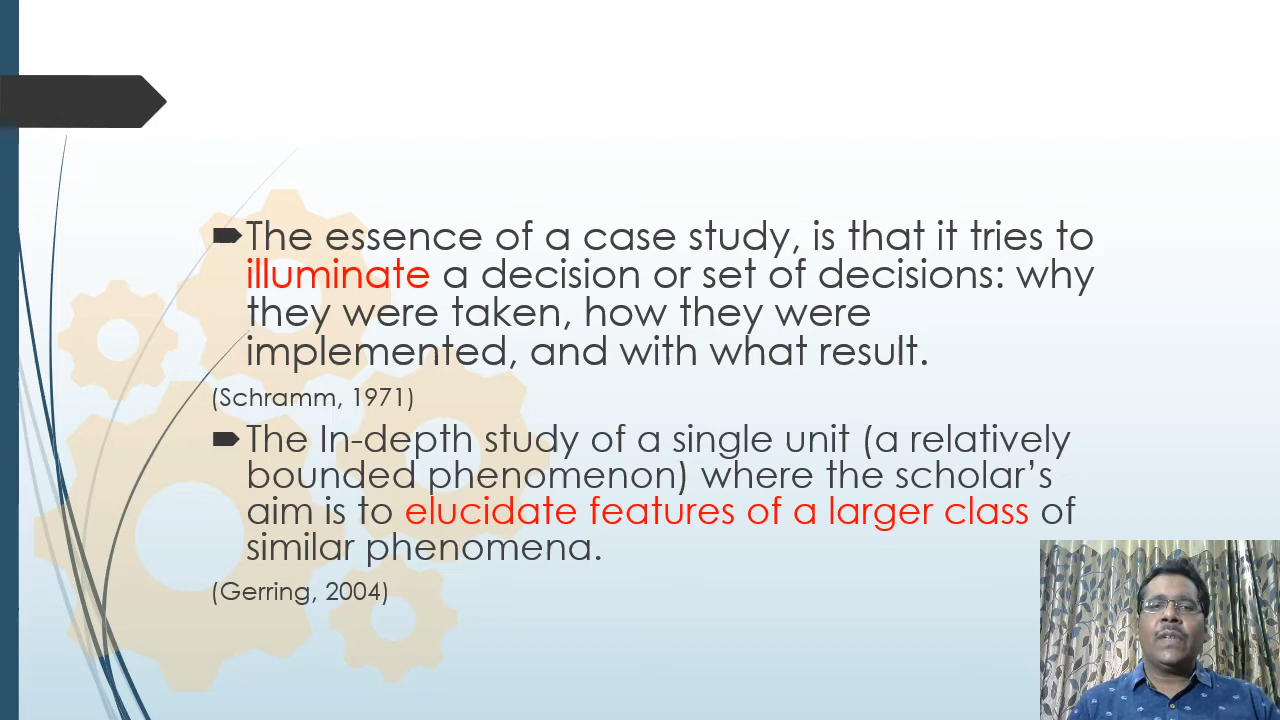 The essence of a case study, is that it tries to
illuminate a decision or set of decisions: why
they were taken, how they were
implemented, and with what result.
(Schramm, 1971)
The In-depth study of a single unit (a relatively
bounded phenomenon) where the scholar’s
aim is to elucidate features of a larger class of
similar phenomena.
(Gerring, 2004)